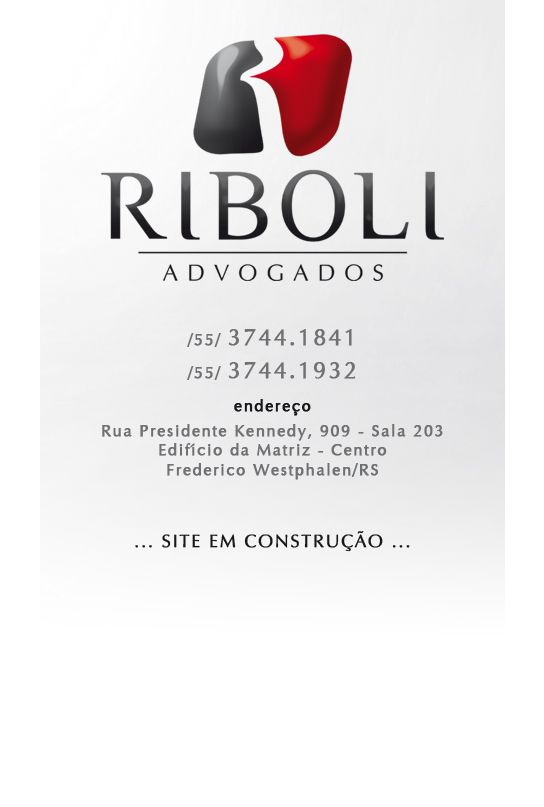 RIBOLI
ADVOGADOS
/55/ 3744.1841
/55/ 3744.1932
endereço
Rua Presidente Kennedy, 909 - Sala 203
Edifício da Matriz - Centro
Frederico Westphalen/RS
... SITE EM CONSTRUÇÃO ...